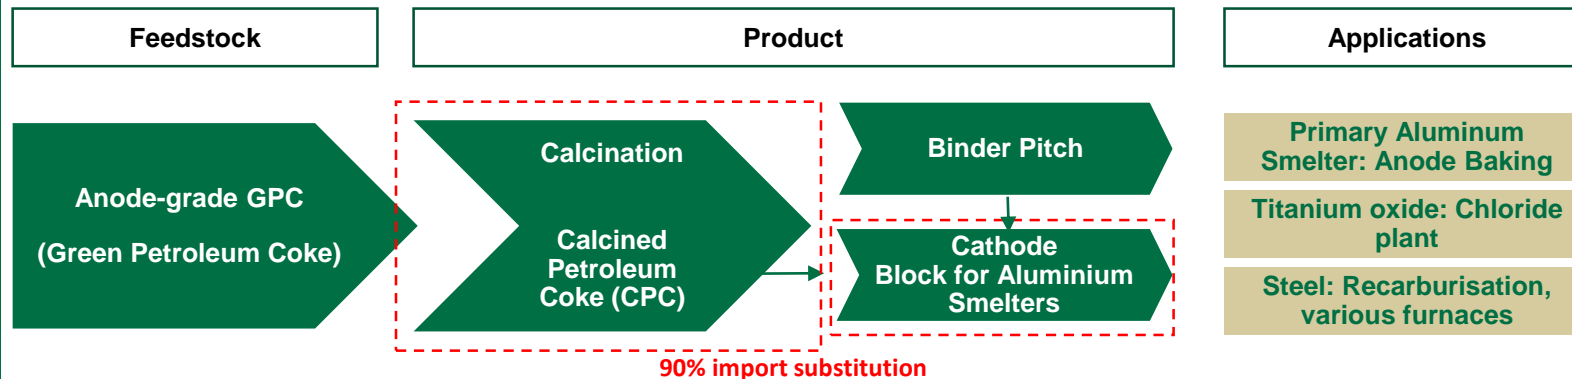 Feedstock
Product
Applications
Anode-grade GPC
(Green Petroleum Coke)
Calcination
Calcined
Petroleum
Coke (CPC)
Binder Pitch
Cathode
Block for Aluminium
Smelters
Primary Aluminum
Smelter: Anode Baking
Titanium oxide: Chloride
plant
Steel: Recarburisation,
various furnaces
90% import substitution